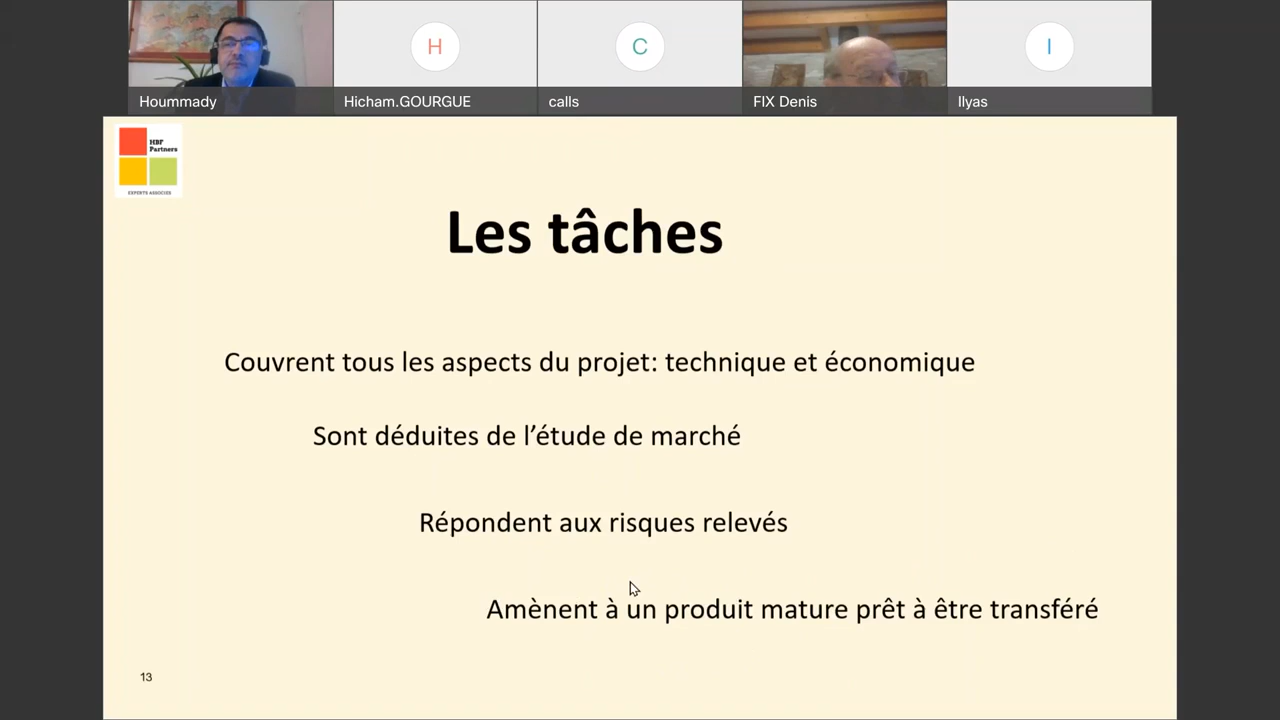 H
C
I
Hoummady
Hicham.GOURGUE
calls
FIX Denis
Ilyas
HBF
Partners
EXPERTS ASSOCIES
Les tâches
Couvrent tous les aspects du projet: technique et économique
Sont déduites de l’étude de marché
Répondent aux risques relevés
Amènent à un produit mature prêt à être transféré
13